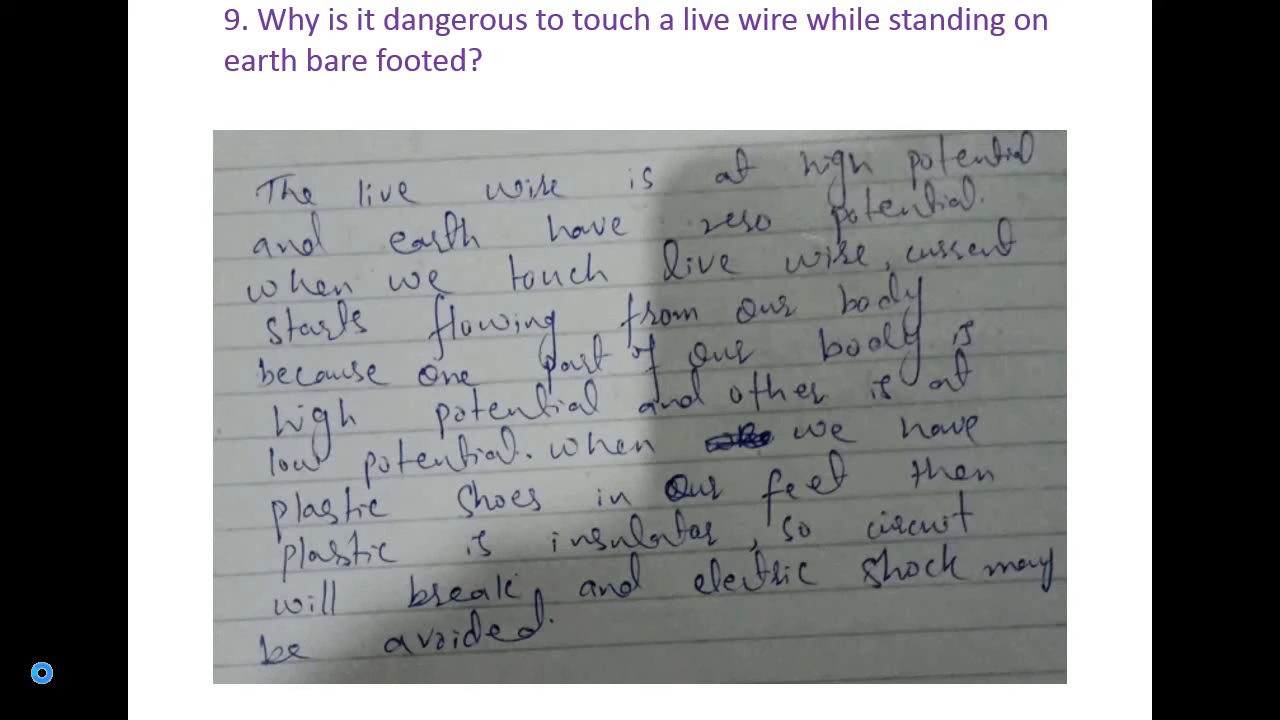 9. Why is it dangerous to touch a live wire while standing on
earth bare footed?
The live wire is at high potential
and earth have zero potential.
when we touch live wire, current
starts flowing from our body
because one part of our body is
high potential and other is at
low potential. when we have
plastic shoes in our feet then
plastic is insulator, so circuit
will break, and electric shock may
be avoided.